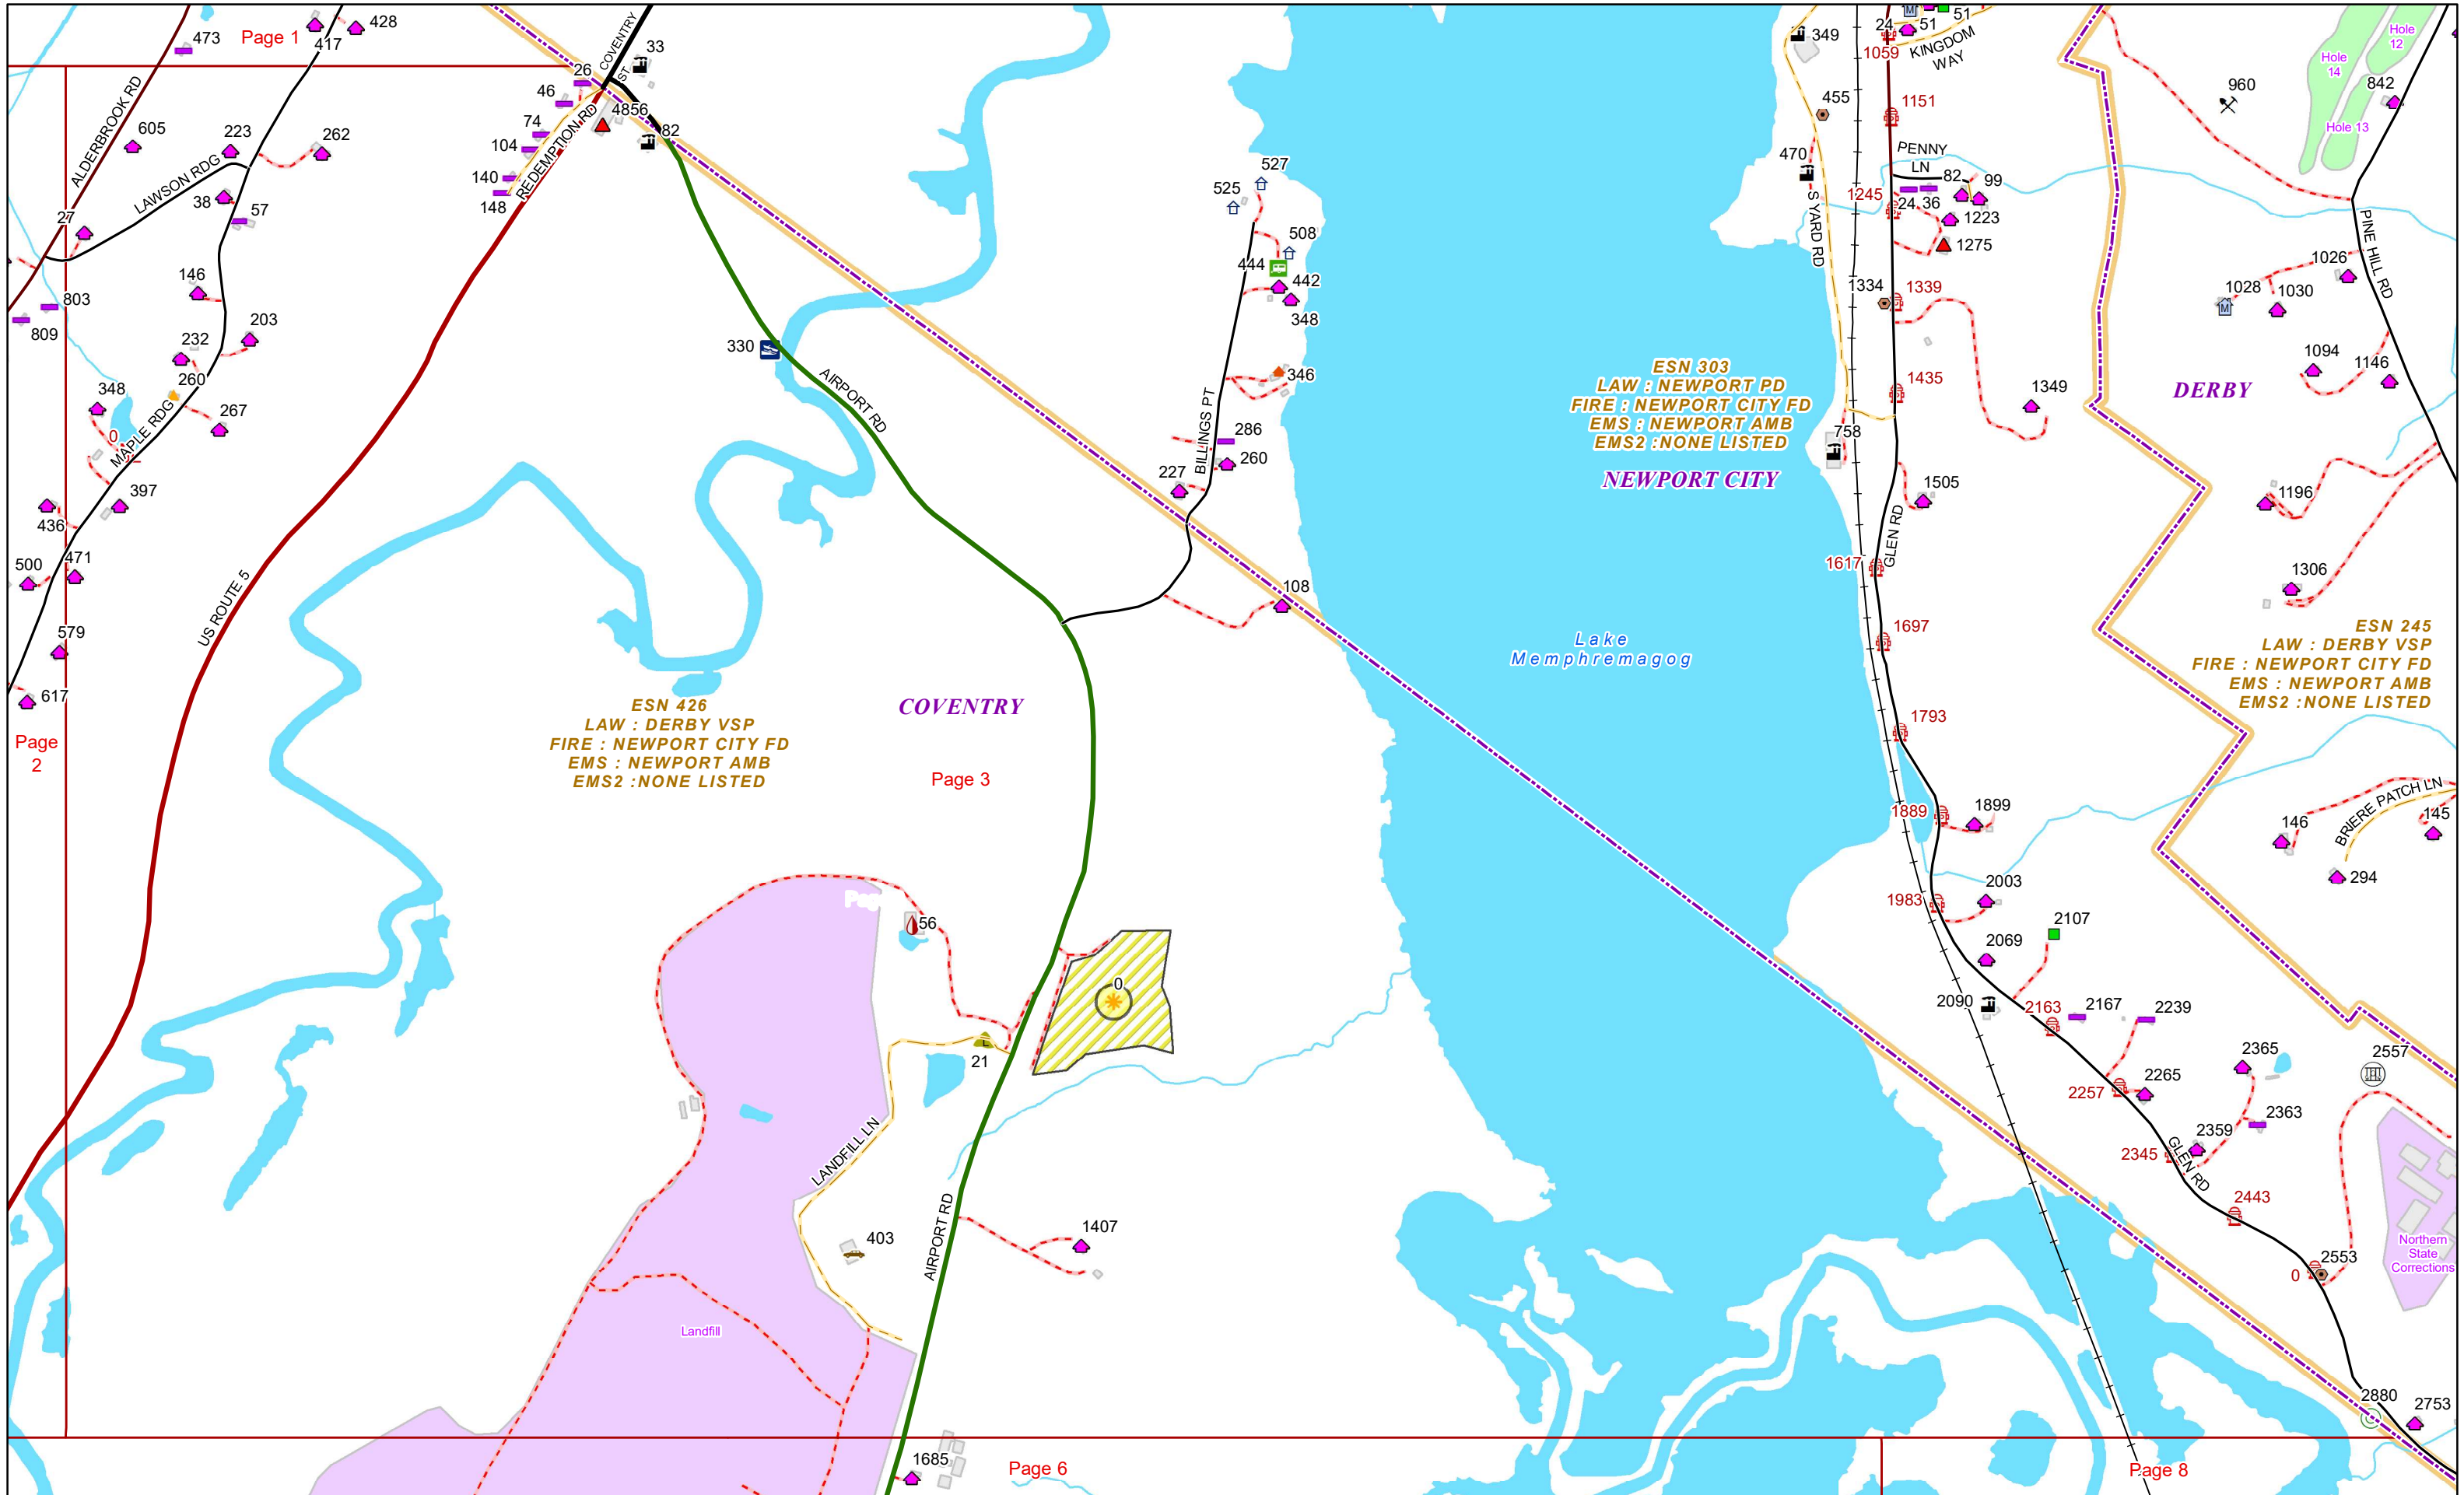 428
417
473
Page 1
COVENTRY
ST
33
26
46
4856
82
74
104
140
148
REDEMPTION RD
ALDERBROOK RD
605
223
262
LAWSON RDG
38
57
27
146
803
809
203
232
260
348
267
0
MAPLE RDG
397
436
471
500
579
617
Page
2
US ROUTE 5
330
AIRPORT RD
527
525
508
444
442
348
346
BILLINGS PT
286
260
227
108
ESN 426
LAW : DERBY VSP
FIRE : NEWPORT CITY FD
EMS : NEWPORT AMB
EMS2 :NONE LISTED
COVENTRY
Page 3
56
0
21
LANDFILL LN
403
AIRPORT RD
1407
Landfill
1685
Page 6
Lake
Memphremagog
ESN 303
LAW : NEWPORT PD
FIRE : NEWPORT CITY FD
EMS : NEWPORT AMB
EMS2 :NONE LISTED
NEWPORT CITY
349
24
51
51
1059
KINGDOM
WAY
455
1151
470
PENNY
LN
82
99
1245
24
36
1223
1275
S YARD RD
1334
1339
1435
1349
758
1505
GLEN RD
1617
1697
1793
1889
1899
1983
2003
2107
2069
2090
2163
2167
2239
2257
2265
2365
2557
2363
2359
2345
GLEN RD
2443
2553
0
Northern
State
Corrections
2880
2753
Page 8
Hole
12
Hole
14
Hole 13
960
842
PINE HILL RD
1026
1028
1030
1094
1146
DERBY
1196
1306
ESN 245
LAW : DERBY VSP
FIRE : NEWPORT CITY FD
EMS : NEWPORT AMB
EMS2 :NONE LISTED
BRIERE PATCH LN
146
145
294